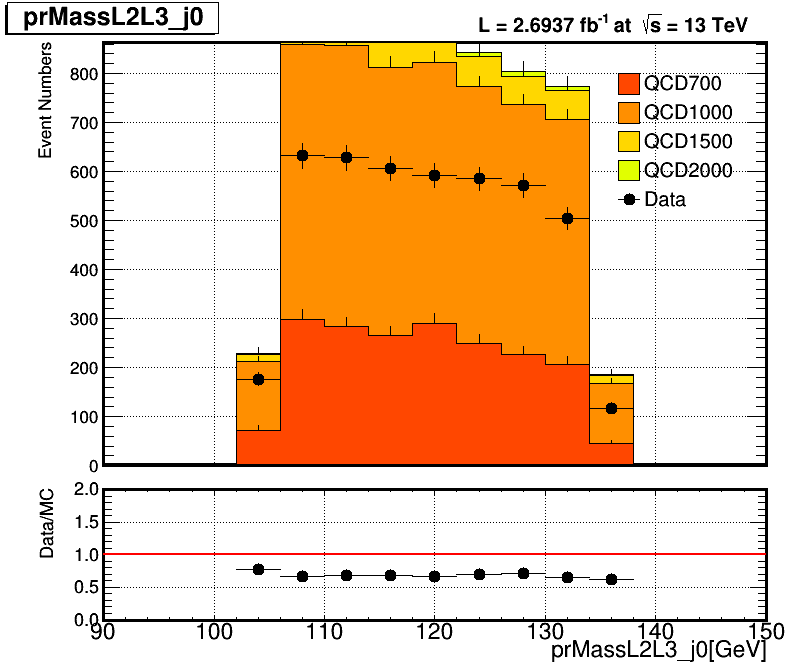 prMassL2L3_j0
L = 2.6937 fb⁻¹ at √s = 13 TeV
Event Numbers
800
700
600
500
400
300
200
100
0
QCD700
QCD1000
QCD1500
QCD2000
Data
Data/MC
2.0
1.5
1.0
0.5
0.0
90 100 110 120 130 140 150
prMassL2L3_j0[GeV]